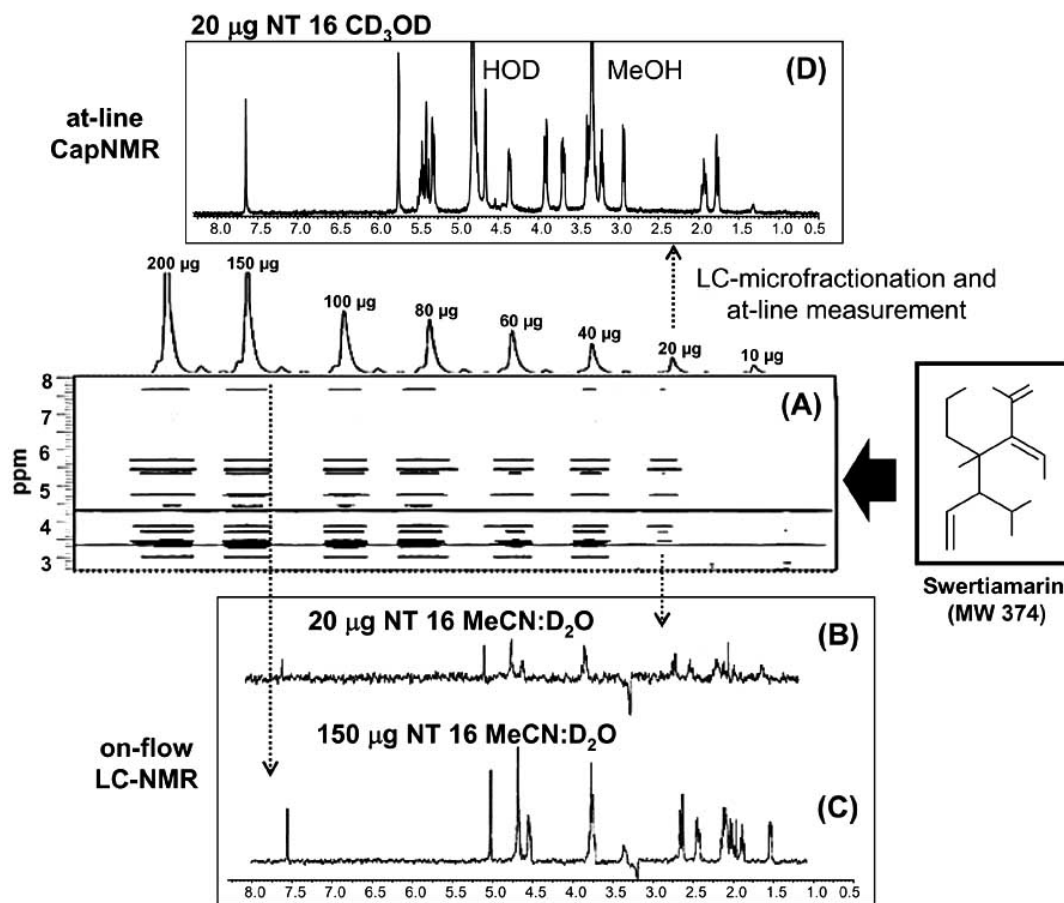 20 μg NT 16 CD₃OD
HOD
MeOH
(D)
at-line
CapNMR
8.0 7.5 7.0 6.5 6.0 5.5 5.0 4.5 4.0 3.5 3.0 2.5 2.0 1.5 1.0 0.5
200 μg
150 μg
100 μg
80 μg
60 μg
40 μg
20 μg
10 μg
LC-microfractionation and
at-line measurement
(A)
ppm
8
7
6
5
4
3
Swertiamarin
(MW 374)
20 μg NT 16 MeCN:D₂O
(B)
150 μg NT 16 MeCN:D₂O
on-flow
LC-NMR
(C)
8.0 7.5 7.0 6.5 6.0 5.5 5.0 4.5 4.0 3.5 3.0 2.5 2.0 1.5 1.0 0.5